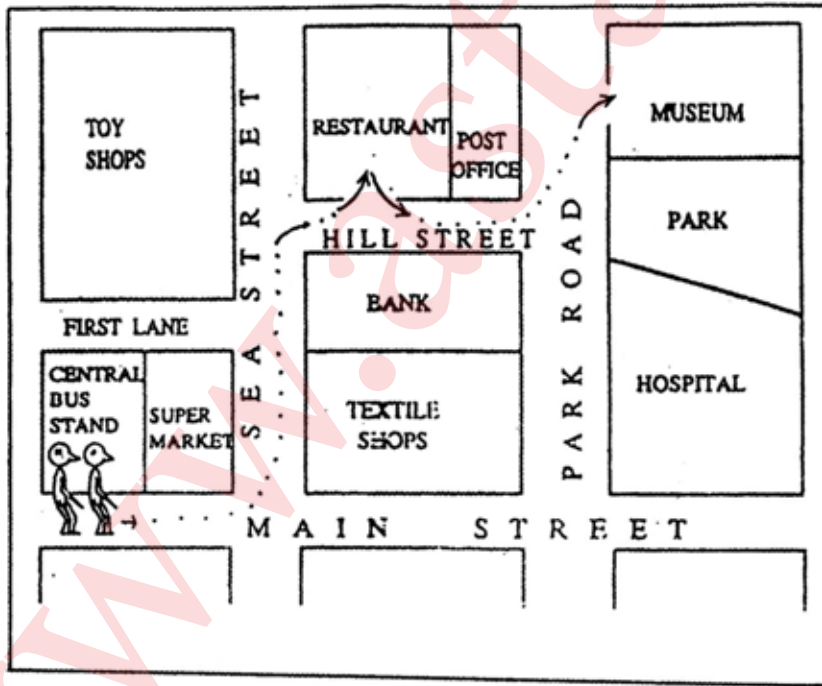 TOY
SHOPS
SEA STREET
RESTAURANT
POST
OFFICE
MUSEUM
HILL STREET
PARK
PARK ROAD
BANK
FIRST LANE
CENTRAL
BUS
STAND
SUPER
MARKET
TEXTILE
SHOPS
HOSPITAL
MAIN STREET